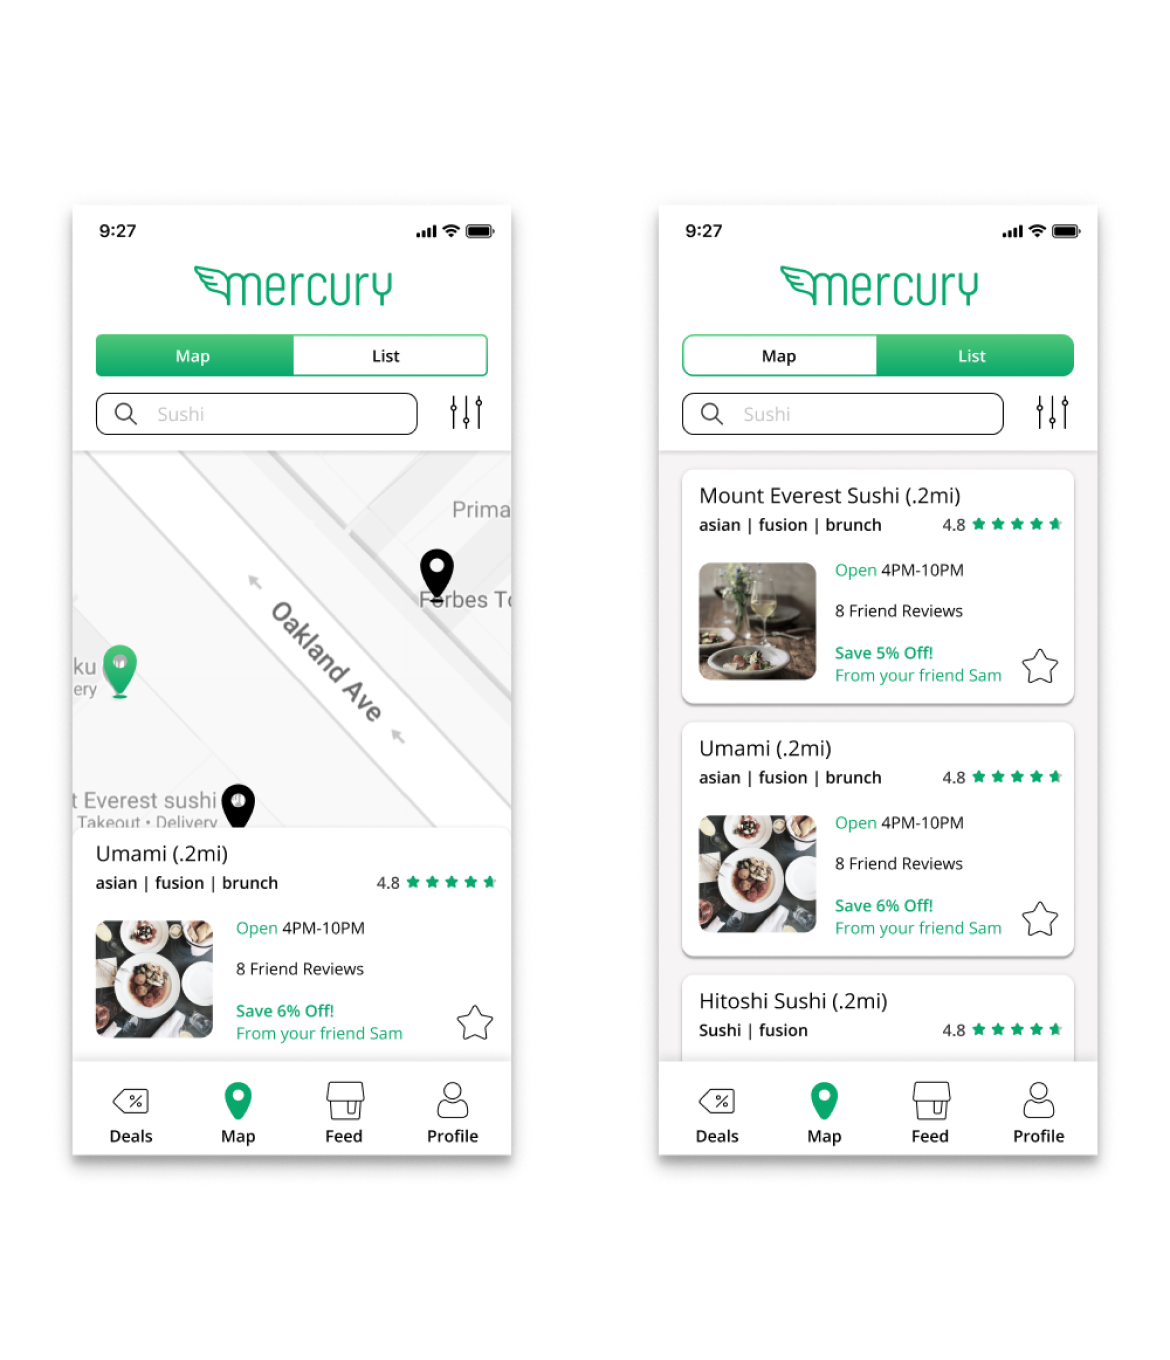 9:27
mercury
Map
List
Sushi
Prima
Forbes To
Oakland Ave
ku
ery
t Everest sushi
Takeout • Delivery
Umami (.2mi)
asian | fusion | brunch 4.8
Open 4PM-10PM
8 Friend Reviews
Save 6% Off!
From your friend Sam
Deals Map Feed Profile
9:27
mercury
Map
List
Sushi
Mount Everest Sushi (.2mi)
asian | fusion | brunch 4.8
Open 4PM-10PM
8 Friend Reviews
Save 5% Off!
From your friend Sam
Umami (.2mi)
asian | fusion | brunch 4.8
Open 4PM-10PM
8 Friend Reviews
Save 6% Off!
From your friend Sam
Hitoshi Sushi (.2mi)
Sushi | fusion 4.8
Deals Map Feed Profile